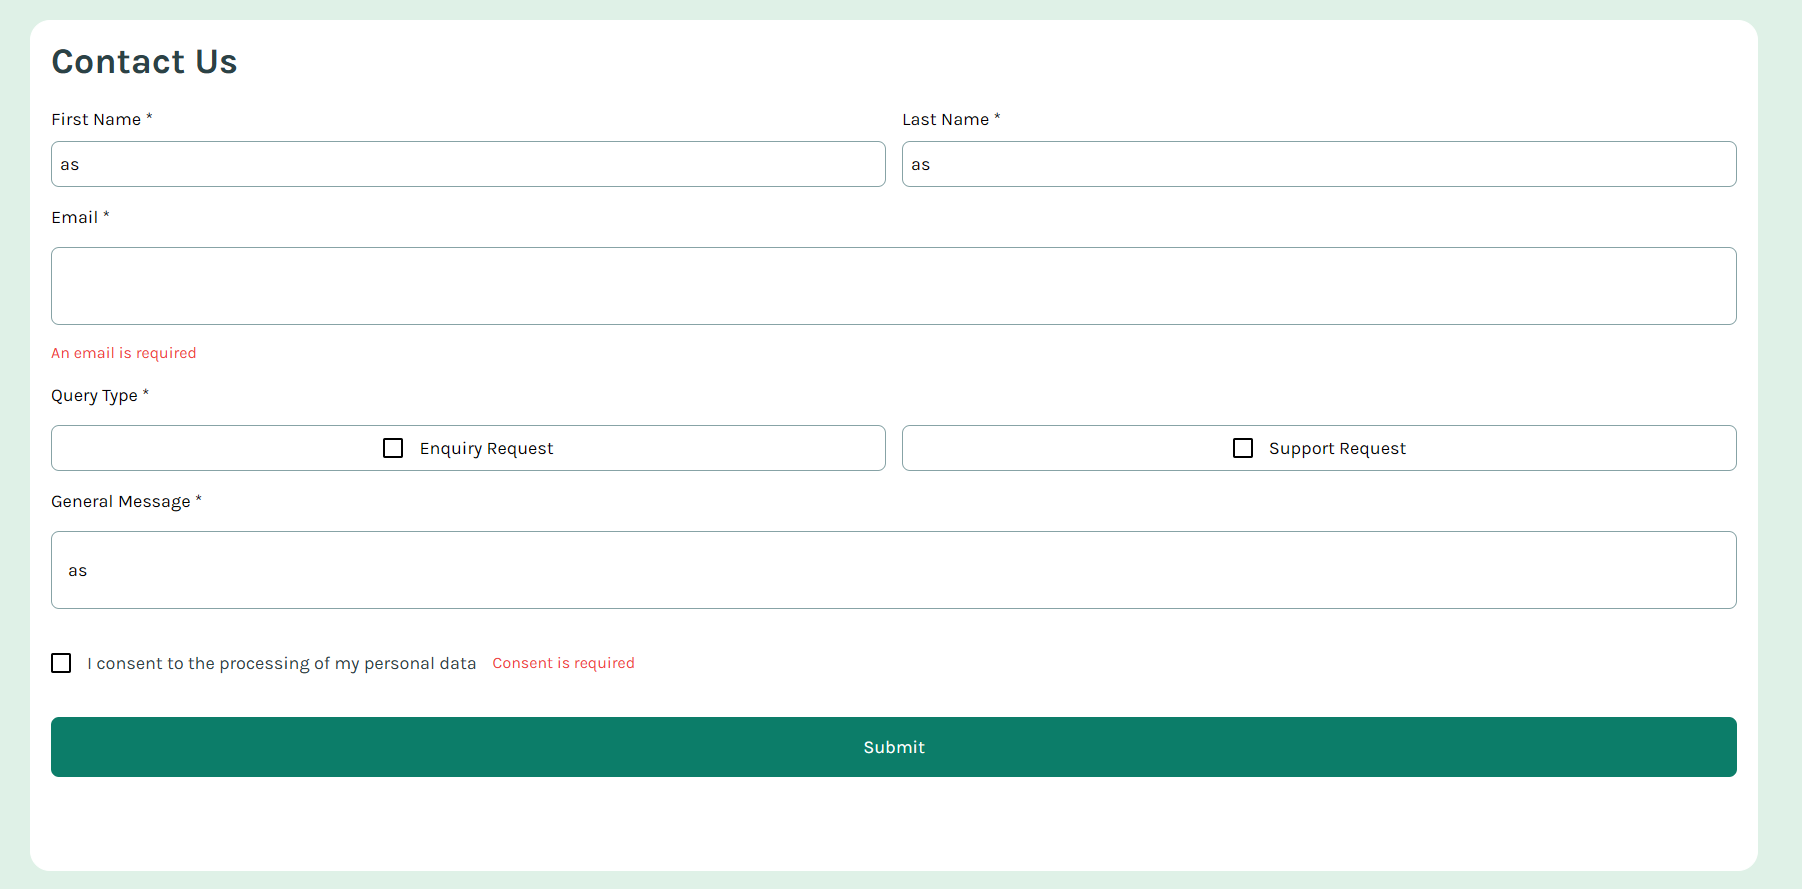 Contact Us
First Name *
Last Name *
as
as
Email *
An email is required
Query Type *
Enquiry Request
Support Request
General Message *
as
I consent to the processing of my personal data
Consent is required
Submit